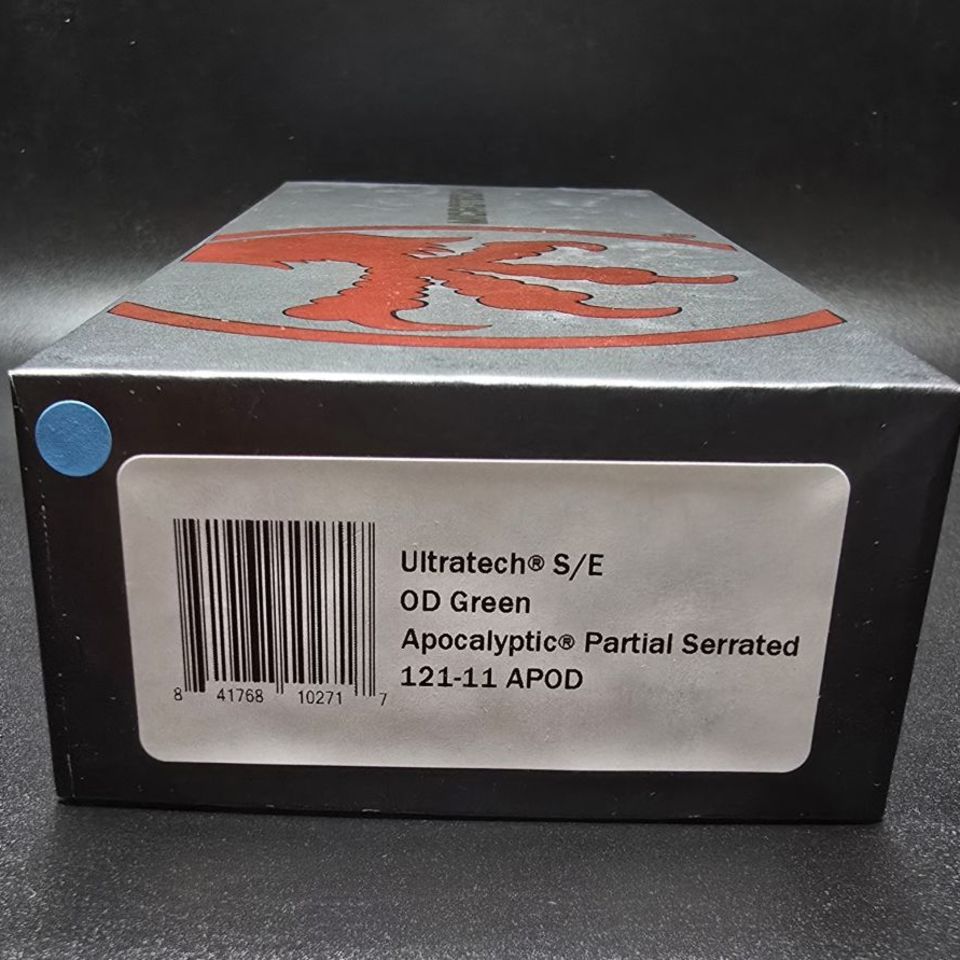 Ultratech® S/E
OD Green
Apocalyptic® Partial Serrated
121-11 APOD
8 41768 10271 7